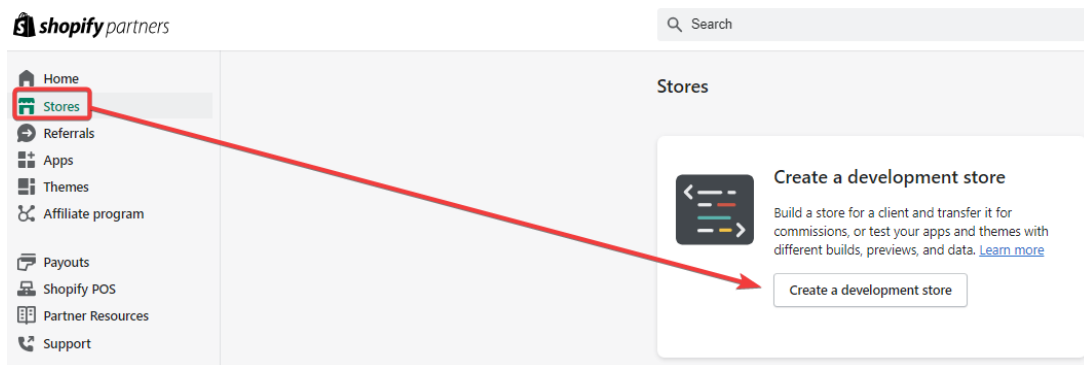 shopify partners
Search
Home
Stores
Referrals
Apps
Themes
Affiliate program
Payouts
Shopify POS
Partner Resources
Support
Stores
Create a development store
Build a store for a client and transfer it for
commissions, or test your apps and themes with
different builds, previews, and data. Learn more
Create a development store